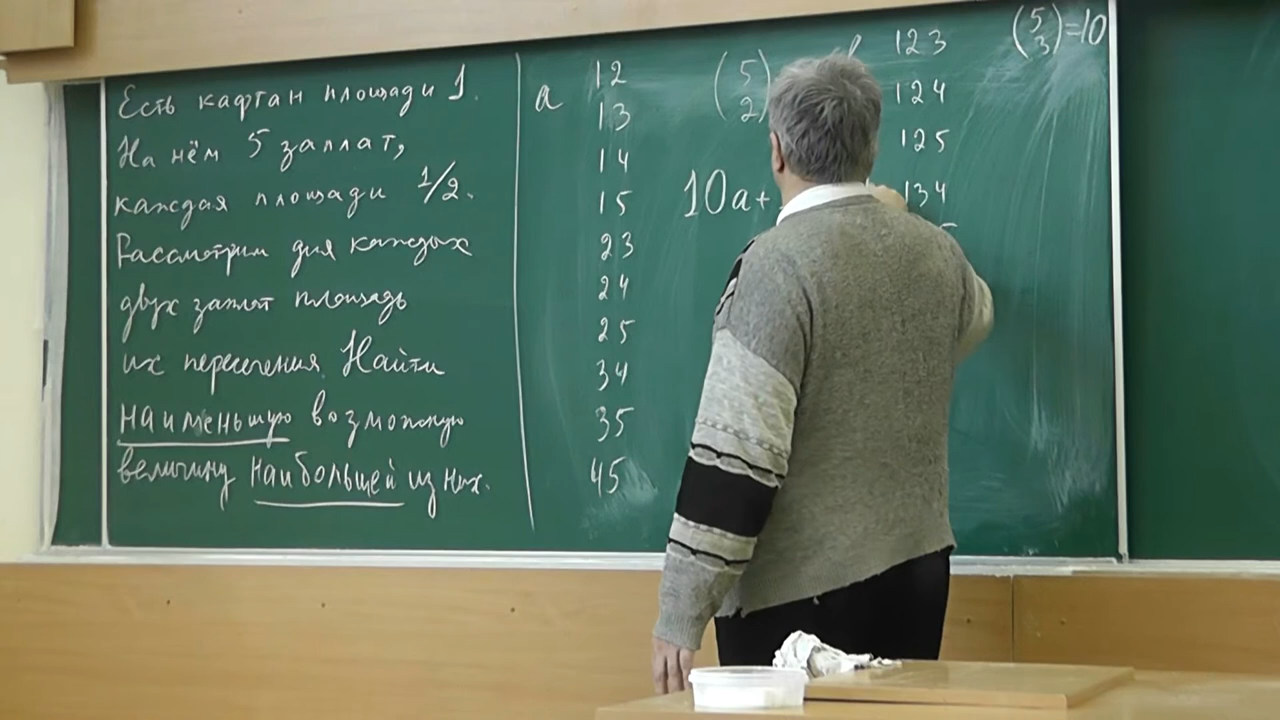 Есть кафтан площади 1.
На нём 5 заплат,
каждая площади 1/2.
Рассмотрим для каждых
двух заплат площадь
их пересечения. Найти
наименьшую возможную
величину наибольшей из них.
a
12
13
14
15
23
24
25
34
35
45
(5 2)
10a+
123
124
125
134
(5 3)=10